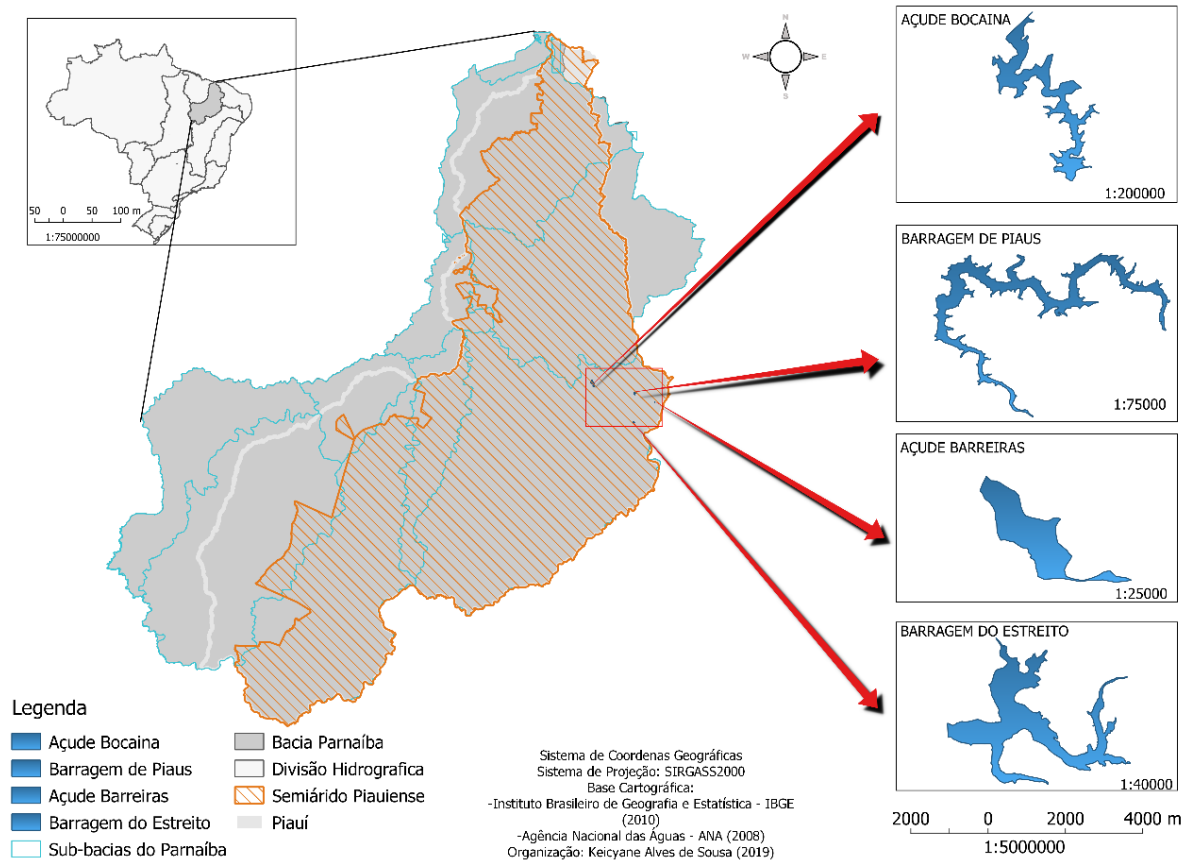 50 0 50 100 m
1:75000000
N
W E
S
AÇUDE BOCAINA
1:200000
BARRAGEM DE PIAUS
1:75000
AÇUDE BARREIRAS
1:25000
BARRAGEM DO ESTREITO
1:40000
2000 0 2000 4000 m
1:5000000
Legenda
Açude Bocaina
Barragem de Piaus
Açude Barreiras
Barragem do Estreito
Sub-bacias do Parnaíba
Bacia Parnaíba
Divisão Hidrografica
Semiárido Piauiense
Piauí
Sistema de Coordenas Geográficas
Sistema de Projeção: SIRGASS2000
Base Cartográfica:
-Instituto Brasileiro de Geografia e Estatística - IBGE
(2010)
-Agência Nacional das Águas - ANA (2008)
Organização: Keicyane Alves de Sousa (2019)